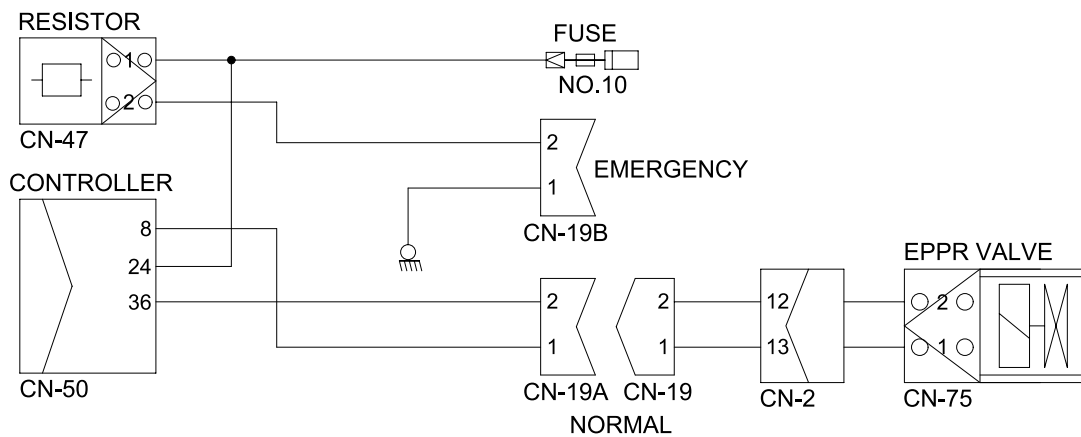 RESISTOR
FUSE
1
NO.10
2
CN-47
2
EMERGENCY
1
CN-19B
CONTROLLER
8
24
36
CN-50
EPPR VALVE
2
2
12
2
1
1
13
1
CN-19A
CN-19
CN-2
CN-75
NORMAL